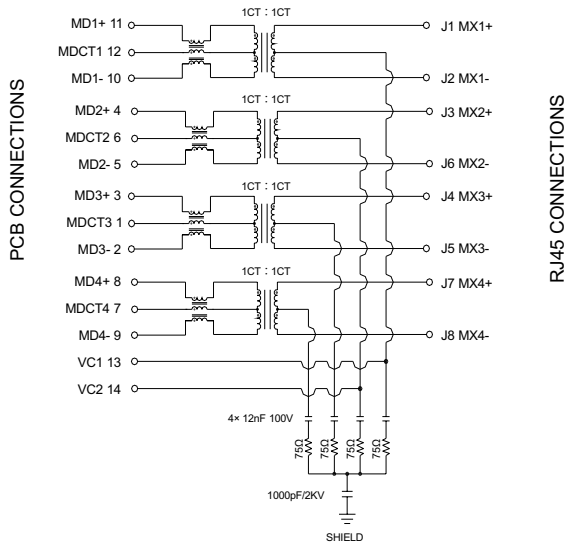 PCB CONNECTIONS
RJ45 CONNECTIONS
1CT : 1CT
MD1+ 11
J1 MX1+
MDCT1 12
MD1- 10
J2 MX1-
1CT : 1CT
MD2+ 4
J3 MX2+
MDCT2 6
MD2- 5
J6 MX2-
1CT : 1CT
MD3+ 3
J4 MX3+
MDCT3 1
MD3- 2
J5 MX3-
1CT : 1CT
MD4+ 8
J7 MX4+
MDCT4 7
MD4- 9
J8 MX4-
VC1 13
VC2 14
4× 12nF 100V
75Ω
75Ω
75Ω
75Ω
1000pF/2KV
SHIELD